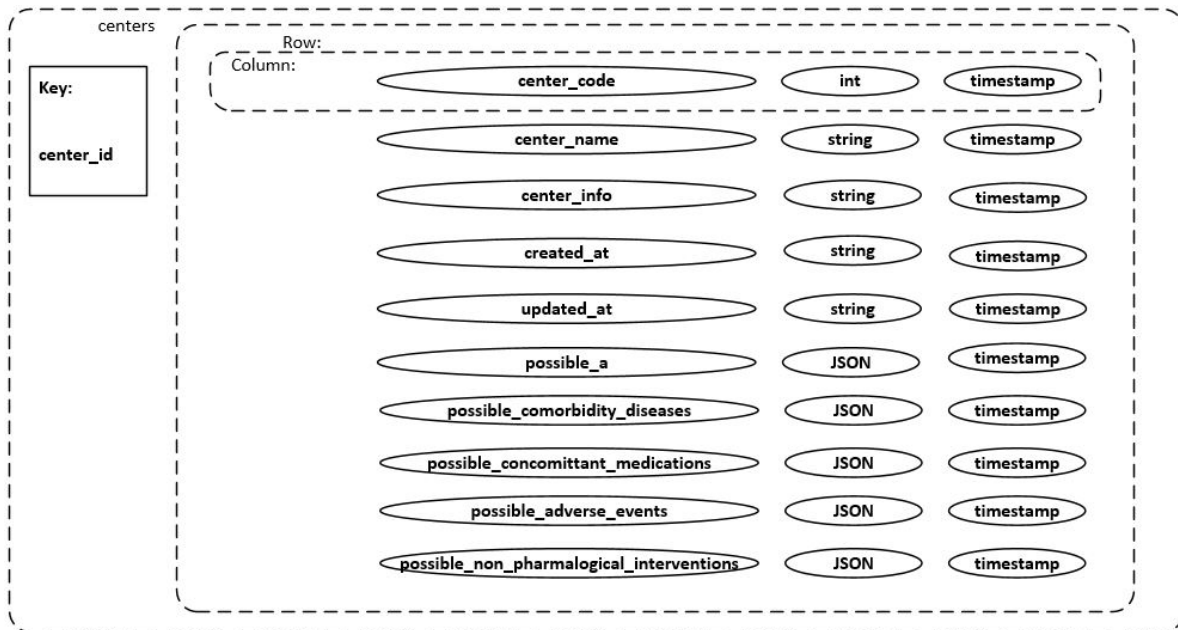 centers
Row:
Column:
Key:
center_id
center_code int timestamp
center_name string timestamp
center_info string timestamp
created_at string timestamp
updated_at string timestamp
possible_a JSON timestamp
possible_comorbidity_diseases JSON timestamp
possible_concomittant_medications JSON timestamp
possible_adverse_events JSON timestamp
possible_non_pharmalogical_interventions JSON timestamp